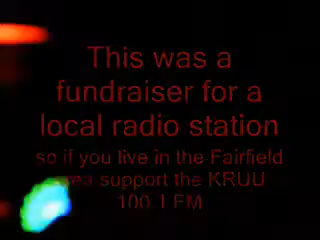 This was a
fundraiser for a
local radio station
so if you live in the Fairfield
area support the KRUU
100.1 FM